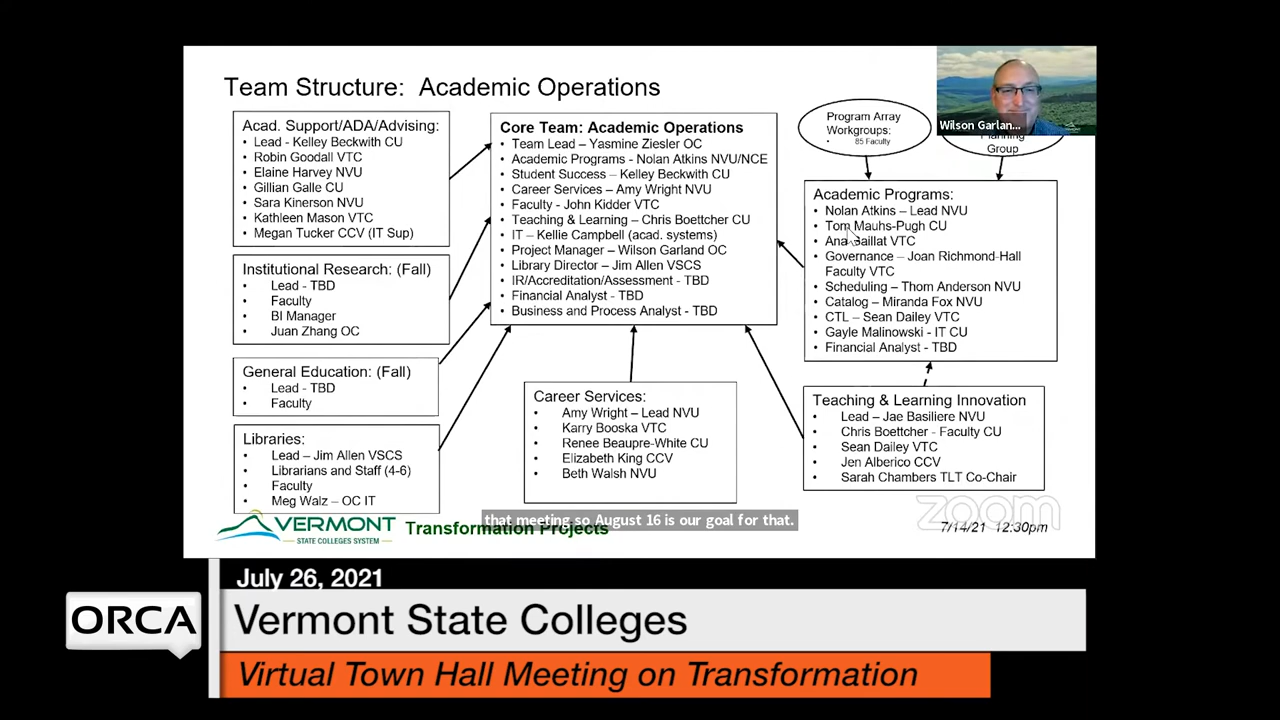 Team Structure: Academic Operations
Acad. Support/ADA/Advising:
• Lead - Kelley Beckwith CU
• Robin Goodall VTC
• Elaine Harvey NVU
• Gillian Galle CU
• Sara Kinerson NVU
• Kathleen Mason VTC
• Megan Tucker CCV (IT Sup)
Institutional Research: (Fall)
• Lead - TBD
• Faculty
• BI Manager
• Juan Zhang OC
General Education: (Fall)
• Lead - TBD
• Faculty
Libraries:
• Lead – Jim Allen VSCS
• Librarians and Staff (4-6)
• Faculty
• Meg Walz – OC IT
Core Team: Academic Operations
• Team Lead – Yasmine Ziesler OC
• Academic Programs - Nolan Atkins NVU/NCE
• Student Success – Kelley Beckwith CU
• Career Services – Amy Wright NVU
• Faculty - John Kidder VTC
• Teaching & Learning – Chris Boettcher CU
• IT – Kellie Campbell (acad. systems)
• Project Manager – Wilson Garland OC
• Library Director – Jim Allen VSCS
• IR/Accreditation/Assessment - TBD
• Financial Analyst - TBD
• Business and Process Analyst - TBD
Career Services:
• Amy Wright – Lead NVU
• Karry Booska VTC
• Renee Beaupre-White CU
• Elizabeth King CCV
• Beth Walsh NVU
Program Array
Workgroups:
• 85 Faculty
Wilson Garlan...
Group
Academic Programs:
• Nolan Atkins – Lead NVU
• Tom Mauhs-Pugh CU
• Ana Gaillat VTC
• Governance – Joan Richmond-Hall
Faculty VTC
• Scheduling – Thom Anderson NVU
• Catalog – Miranda Fox NVU
• CTL – Sean Dailey VTC
• Gayle Malinowski - IT CU
• Financial Analyst - TBD
Teaching & Learning Innovation
• Lead – Jae Basiliere NVU
• Chris Boettcher - Faculty CU
• Sean Dailey VTC
• Jen Alberico CCV
• Sarah Chambers TLT Co-Chair
zoom
VERMONT
STATE COLLEGES SYSTEM
Transformation Projects
that meeting so August 16 is our goal for that.
7/14/21 12:30pm
July 26, 2021
ORCA
Vermont State Colleges
Virtual Town Hall Meeting on Transformation